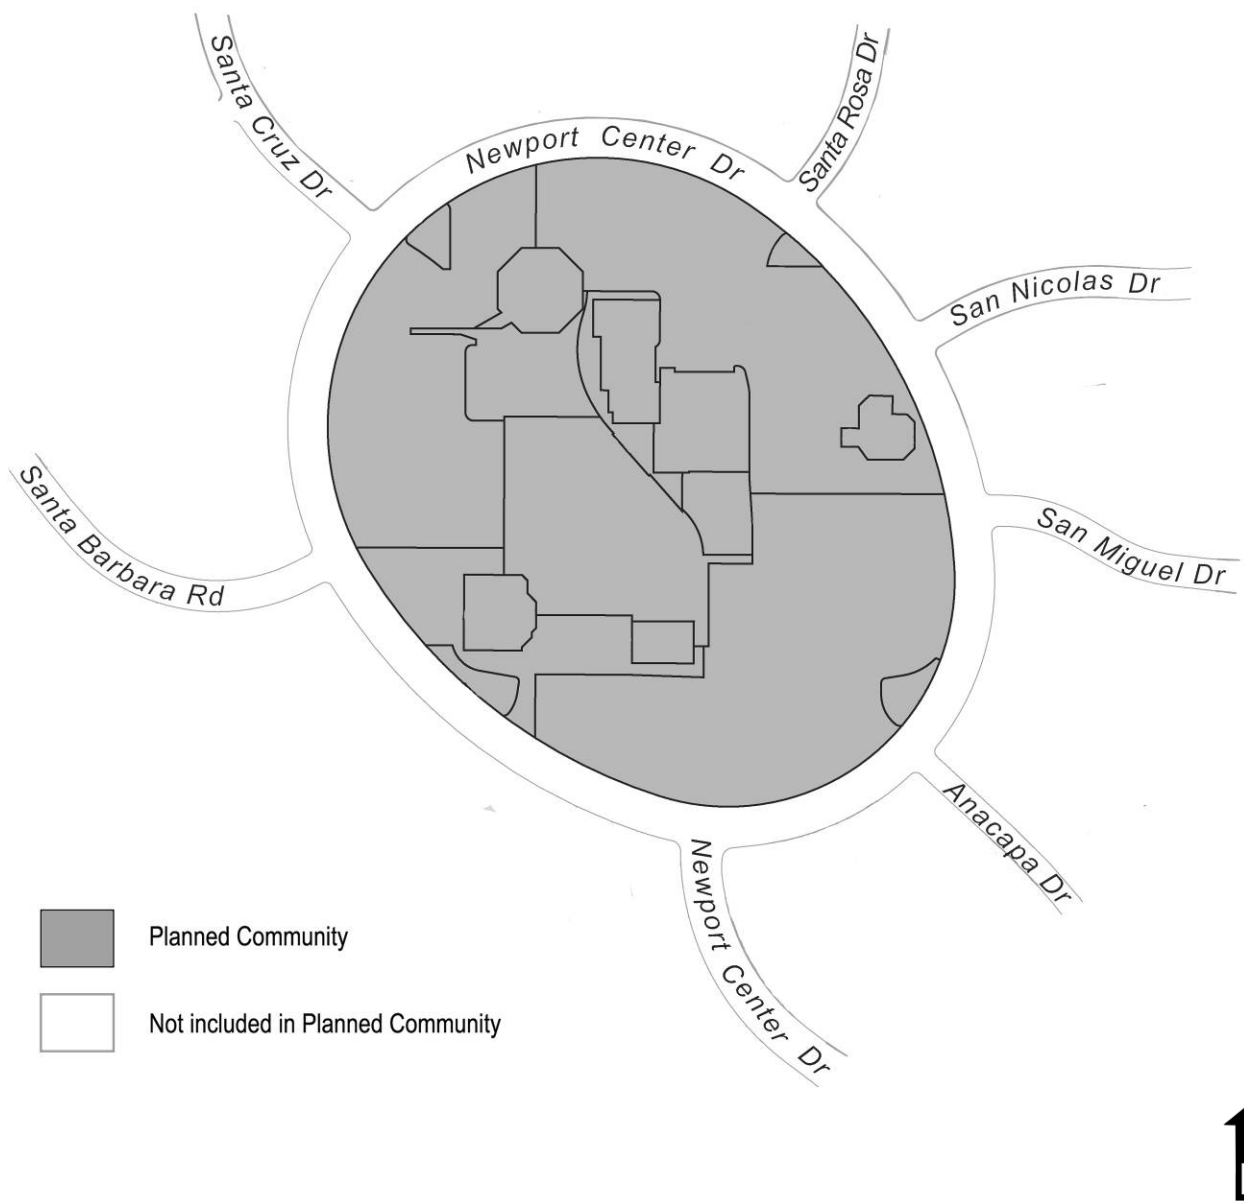 Santa Cruz Dr
Newport Center Dr
Santa Rosa Dr
San Nicolas Dr
Santa Barbara Rd
San Miguel Dr
Anacapa Dr
Newport Center Dr
Planned Community
Not included in Planned Community